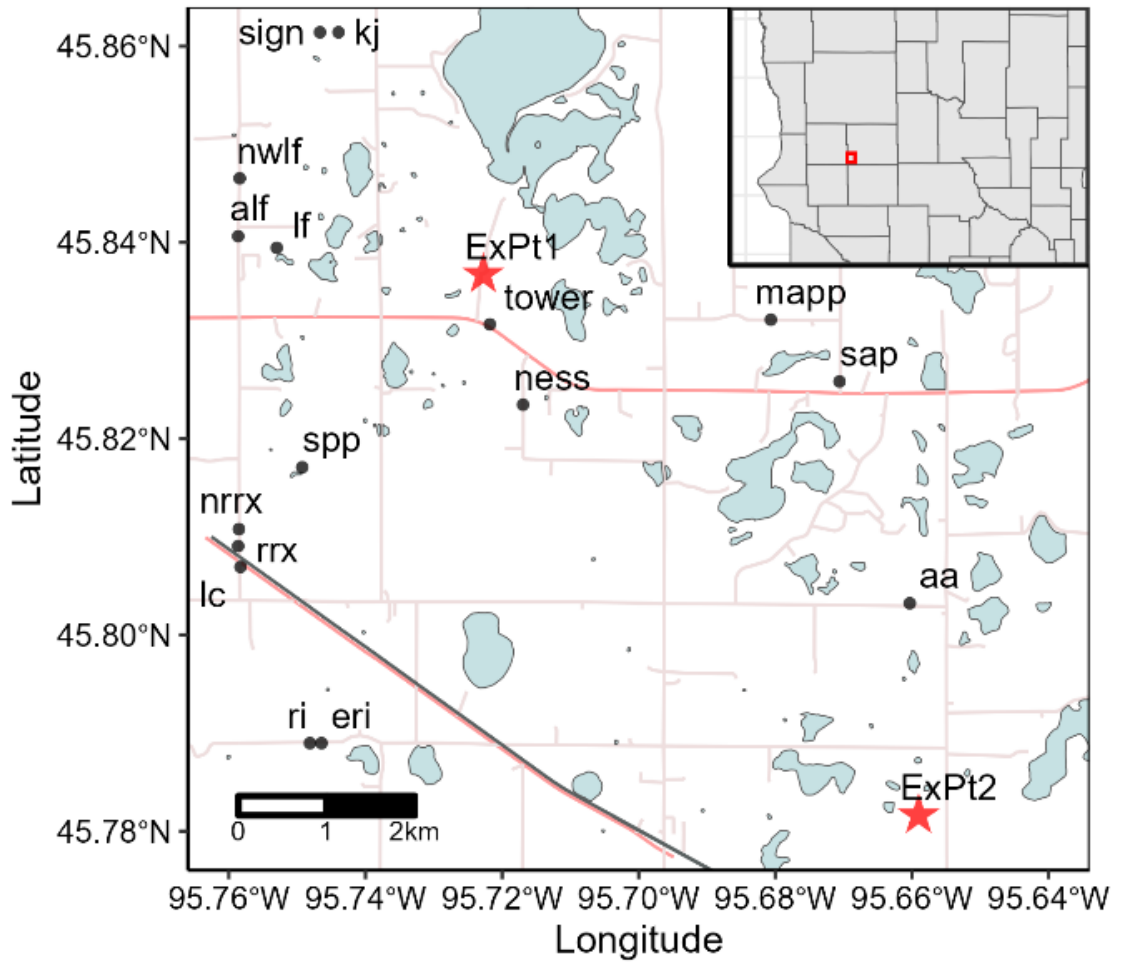 45.86°N
sign kj
nwlf
alf
lf
45.84°N
ExPt1
tower
mapp
sap
ness
45.82°N
spp
nrrx
rrx
lc
aa
45.80°N
ri eri
ExPt2
0 1 2km
45.78°N
95.76°W 95.74°W 95.72°W 95.70°W 95.68°W 95.66°W 95.64°W
Longitude
Latitude